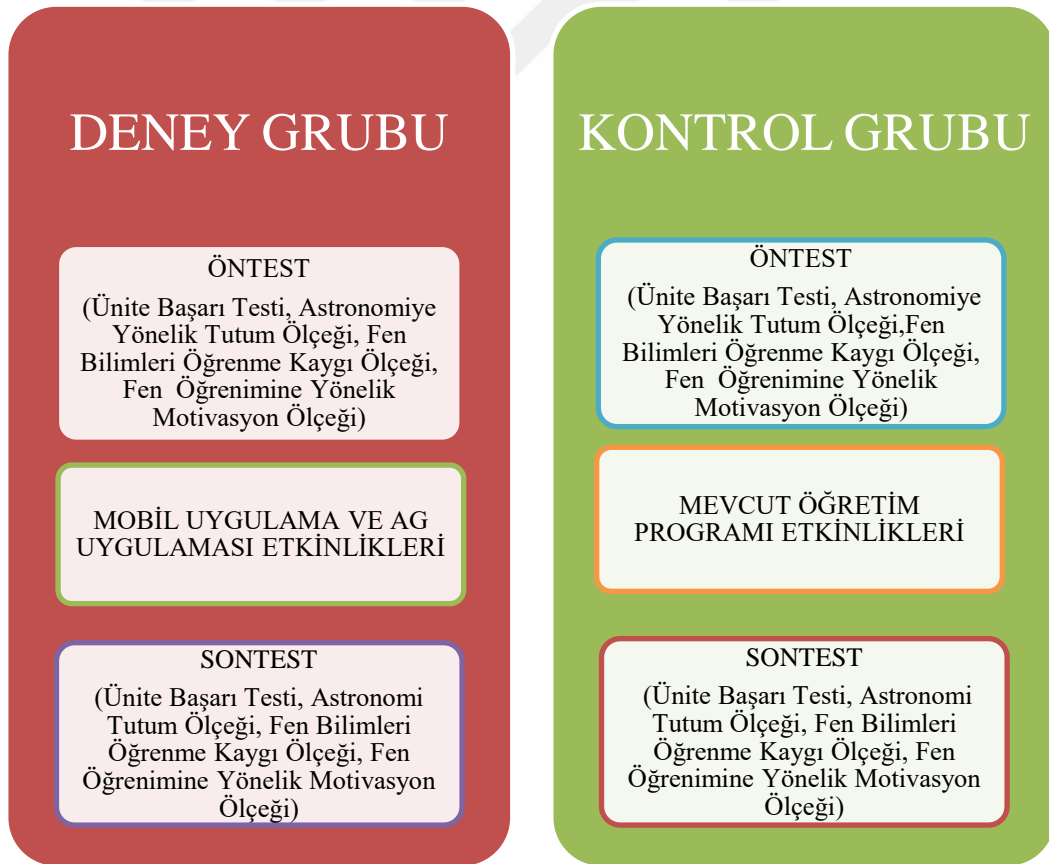 DENEY GRUBU
ÖNTEST
(Ünite Başarı Testi, Astronomiye
Yönelik Tutum Ölçeği, Fen
Bilimleri Öğrenme Kaygı Ölçeği,
Fen Öğrenimine Yönelik
Motivasyon Ölçeği)
MOBİL UYGULAMA VE AG
UYGULAMASI ETKİNLİKLERİ
SONTEST
(Ünite Başarı Testi, Astronomi
Tutum Ölçeği, Fen Bilimleri
Öğrenme Kaygı Ölçeği, Fen
Öğrenimine Yönelik Motivasyon
Ölçeği)
KONTROL GRUBU
ÖNTEST
(Ünite Başarı Testi, Astronomiye
Yönelik Tutum Ölçeği,Fen
Bilimleri Öğrenme Kaygı Ölçeği,
Fen Öğrenimine Yönelik
Motivasyon Ölçeği)
MEVCUT ÖĞRETİM
PROGRAMI ETKİNLİKLERİ
SONTEST
(Ünite Başarı Testi, Astronomi
Tutum Ölçeği, Fen Bilimleri
Öğrenme Kaygı Ölçeği, Fen
Öğrenimine Yönelik Motivasyon
Ölçeği)